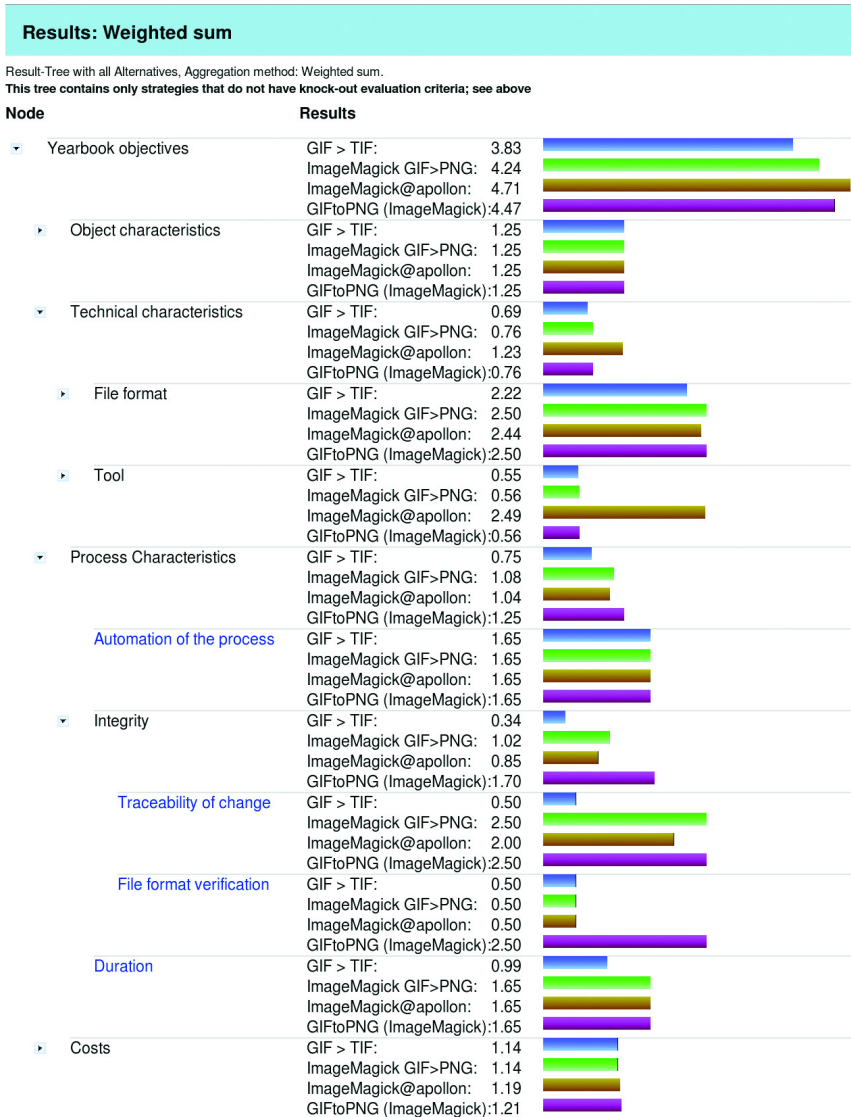 Results: Weighted sum
Result-Tree with all Alternatives, Aggregation method: Weighted sum.
This tree contains only strategies that do not have knock-out evaluation criteria; see above
Node Results
Yearbook objectives GIF > TIF: 3.83
ImageMagick GIF>PNG: 4.24
ImageMagick@apollon: 4.71
GIFtoPNG (ImageMagick):4.47
Object characteristics GIF > TIF: 1.25
ImageMagick GIF>PNG: 1.25
ImageMagick@apollon: 1.25
GIFtoPNG (ImageMagick):1.25
Technical characteristics GIF > TIF: 0.69
ImageMagick GIF>PNG: 0.76
ImageMagick@apollon: 1.23
GIFtoPNG (ImageMagick):0.76
File format GIF > TIF: 2.22
ImageMagick GIF>PNG: 2.50
ImageMagick@apollon: 2.44
GIFtoPNG (ImageMagick):2.50
Tool GIF > TIF: 0.55
ImageMagick GIF>PNG: 0.56
ImageMagick@apollon: 2.49
GIFtoPNG (ImageMagick):0.56
Process Characteristics GIF > TIF: 0.75
ImageMagick GIF>PNG: 1.08
ImageMagick@apollon: 1.04
GIFtoPNG (ImageMagick):1.25
Automation of the process GIF > TIF: 1.65
ImageMagick GIF>PNG: 1.65
ImageMagick@apollon: 1.65
GIFtoPNG (ImageMagick):1.65
Integrity GIF > TIF: 0.34
ImageMagick GIF>PNG: 1.02
ImageMagick@apollon: 0.85
GIFtoPNG (ImageMagick):1.70
Traceability of change GIF > TIF: 0.50
ImageMagick GIF>PNG: 2.50
ImageMagick@apollon: 2.00
GIFtoPNG (ImageMagick):2.50
File format verification GIF > TIF: 0.50
ImageMagick GIF>PNG: 0.50
ImageMagick@apollon: 0.50
GIFtoPNG (ImageMagick):2.50
Duration GIF > TIF: 0.99
ImageMagick GIF>PNG: 1.65
ImageMagick@apollon: 1.65
GIFtoPNG (ImageMagick):1.65
Costs GIF > TIF: 1.14
ImageMagick GIF>PNG: 1.14
ImageMagick@apollon: 1.19
GIFtoPNG (ImageMagick):1.21